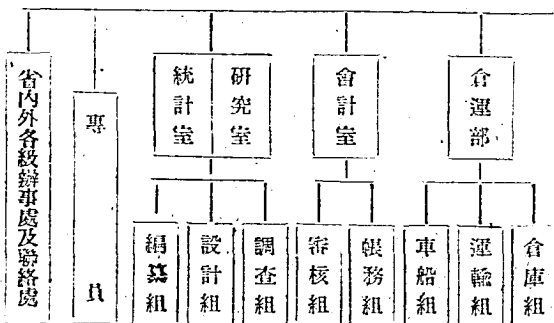 倉運部
會計室
研究室
統計室
專員
省內外各級辦事處及聯絡處
倉庫組
運輸組
車船組
帳務組
審核組
調查組
設計組
編纂組